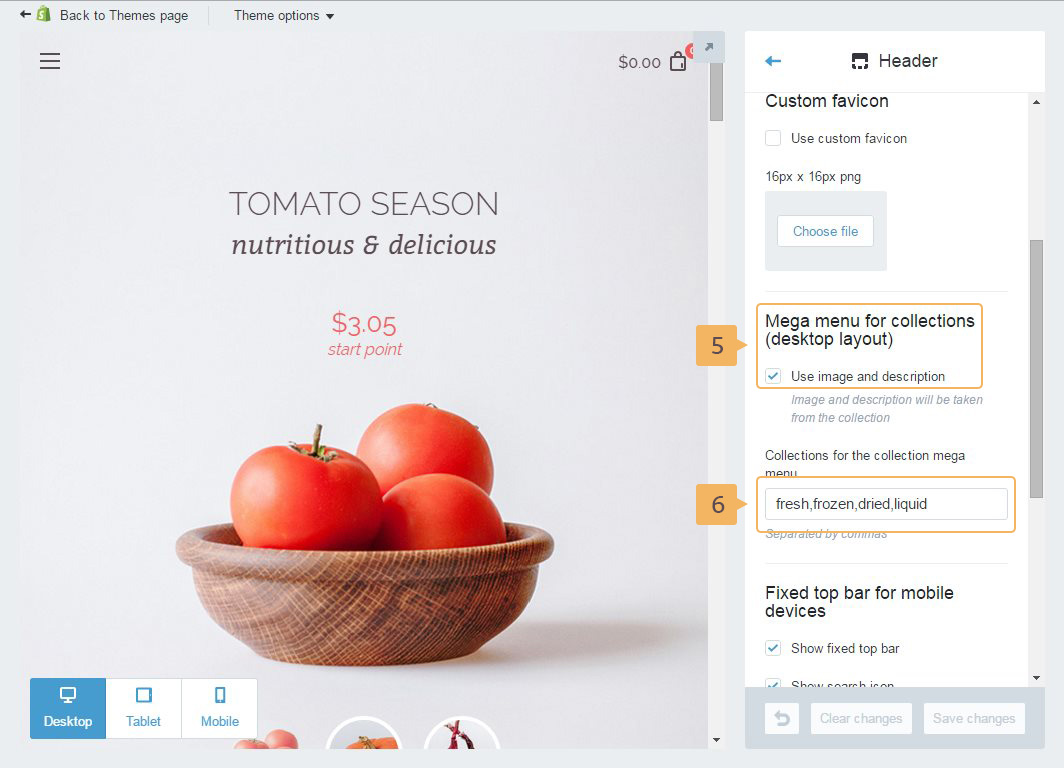 Back to Themes page
Theme options
$0.00
TOMATO SEASON
nutritious & delicious
$3.05
start point
Desktop
Tablet
Mobile
Header
Custom favicon
Use custom favicon
16px x 16px png
Choose file
5
Mega menu for collections
(desktop layout)
Use image and description
Image and description will be taken
from the collection
Collections for the collection mega
menu
6
fresh,frozen,dried,liquid
Separated by commas
Fixed top bar for mobile
devices
Show fixed top bar
Show search icon
Clear changes
Save changes